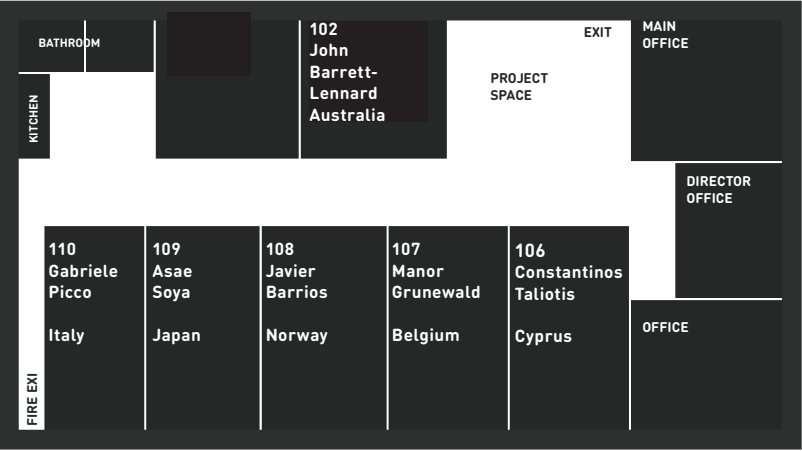 BATHROOM
KITCHEN
102
John
Barrett-
Lennard
Australia
EXIT
PROJECT
SPACE
MAIN
OFFICE
DIRECTOR
OFFICE
110
Gabriele
Picco
Italy
109
Asae
Soya
Japan
108
Javier
Barrios
Norway
107
Manor
Grunewald
Belgium
106
Constantinos
Taliotis
Cyprus
OFFICE
FIRE EXI